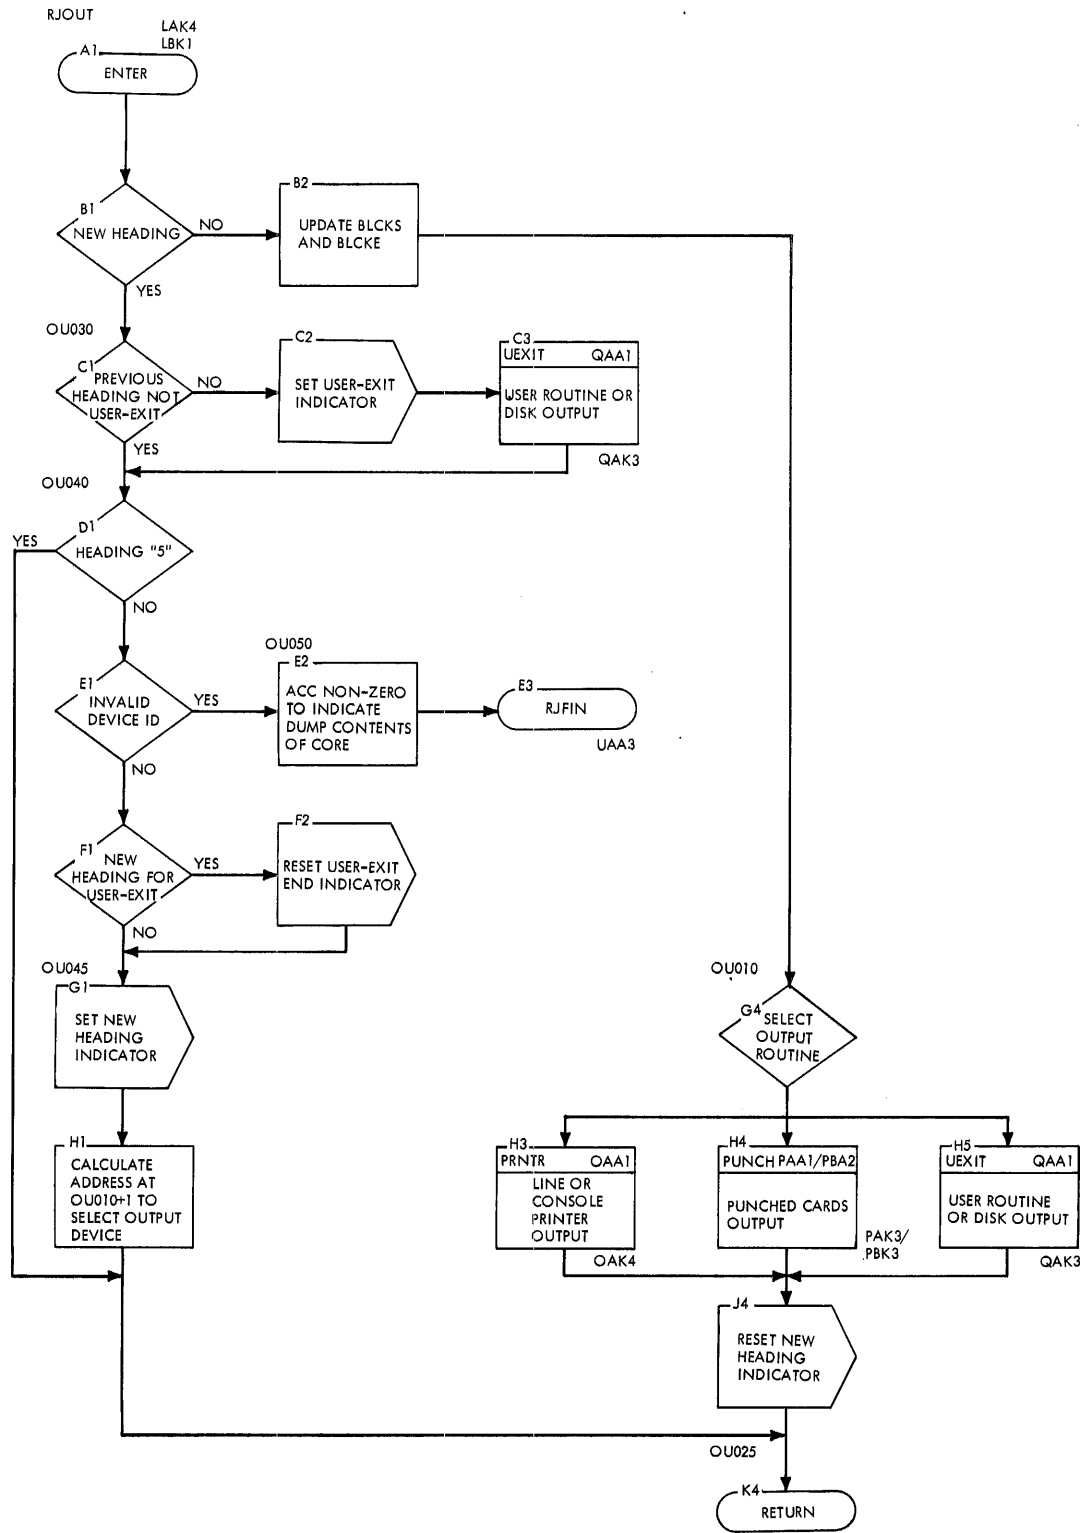 RJOUT
LAK4
LBK1
A1
ENTER
B1
NEW HEADING
NO
YES
B2
UPDATE BLCKS
AND BLCKE
OU030
C1
PREVIOUS
HEADING NOT
USER-EXIT
NO
YES
C2
SET USER-EXIT
INDICATOR
C3
UEXIT QAA1
USER ROUTINE OR
DISK OUTPUT
QAK3
OU040
D1
HEADING "5"
YES
NO
E1
INVALID
DEVICE ID
YES
NO
OU050
E2
ACC NON-ZERO
TO INDICATE
DUMP CONTENTS
OF CORE
E3
RJFIN
UAA3
F1
NEW
HEADING FOR
USER-EXIT
YES
NO
F2
RESET USER-EXIT
END INDICATOR
OU045
G1
SET NEW
HEADING
INDICATOR
OU010
G4
SELECT
OUTPUT
ROUTINE
H1
CALCULATE
ADDRESS AT
OU010+1 TO
SELECT OUTPUT
DEVICE
H3
PRNTR OAA1
LINE OR
CONSOLE
PRINTER
OUTPUT
OAK4
H4
PUNCH PAA1/PBA2
PUNCHED CARDS
OUTPUT
PAK3/
PBK3
H5
UEXIT QAA1
USER ROUTINE
OR DISK OUTPUT
QAK3
J4
RESET NEW
HEADING
INDICATOR
OU025
K4
RETURN